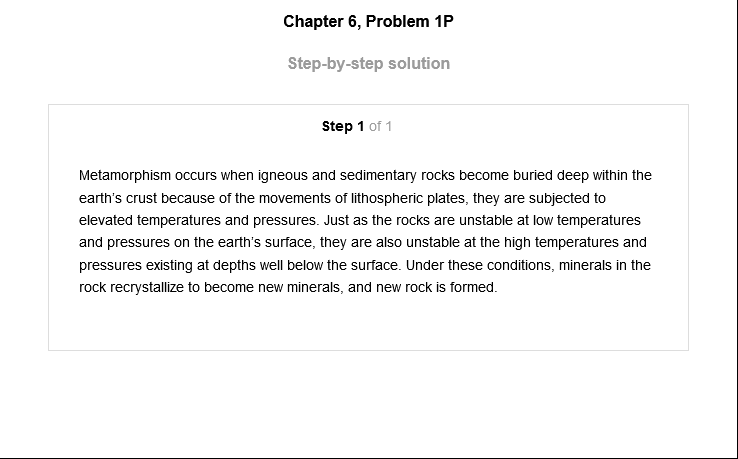 Chapter 6, Problem 1P
Step-by-step solution
Step 1 of 1
Metamorphism occurs when igneous and sedimentary rocks become buried deep within the
earth’s crust because of the movements of lithospheric plates, they are subjected to
elevated temperatures and pressures. Just as the rocks are unstable at low temperatures
and pressures on the earth’s surface, they are also unstable at the high temperatures and
pressures existing at depths well below the surface. Under these conditions, minerals in the
rock recrystallize to become new minerals, and new rock is formed.